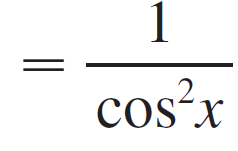 = 1/cos²x